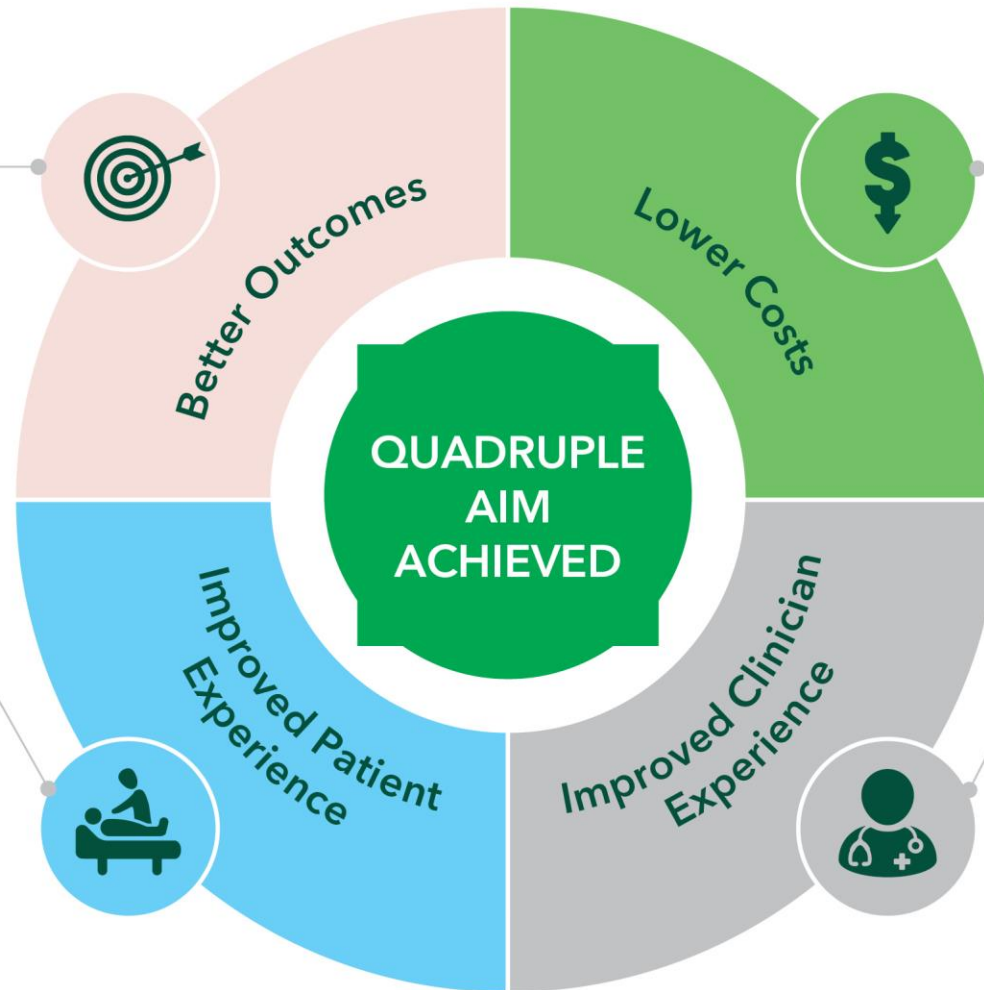 Better Outcomes
Lower Costs
QUADRUPLE
AIM
ACHIEVED
Improved Patient
Experience
Improved Clinician
Experience